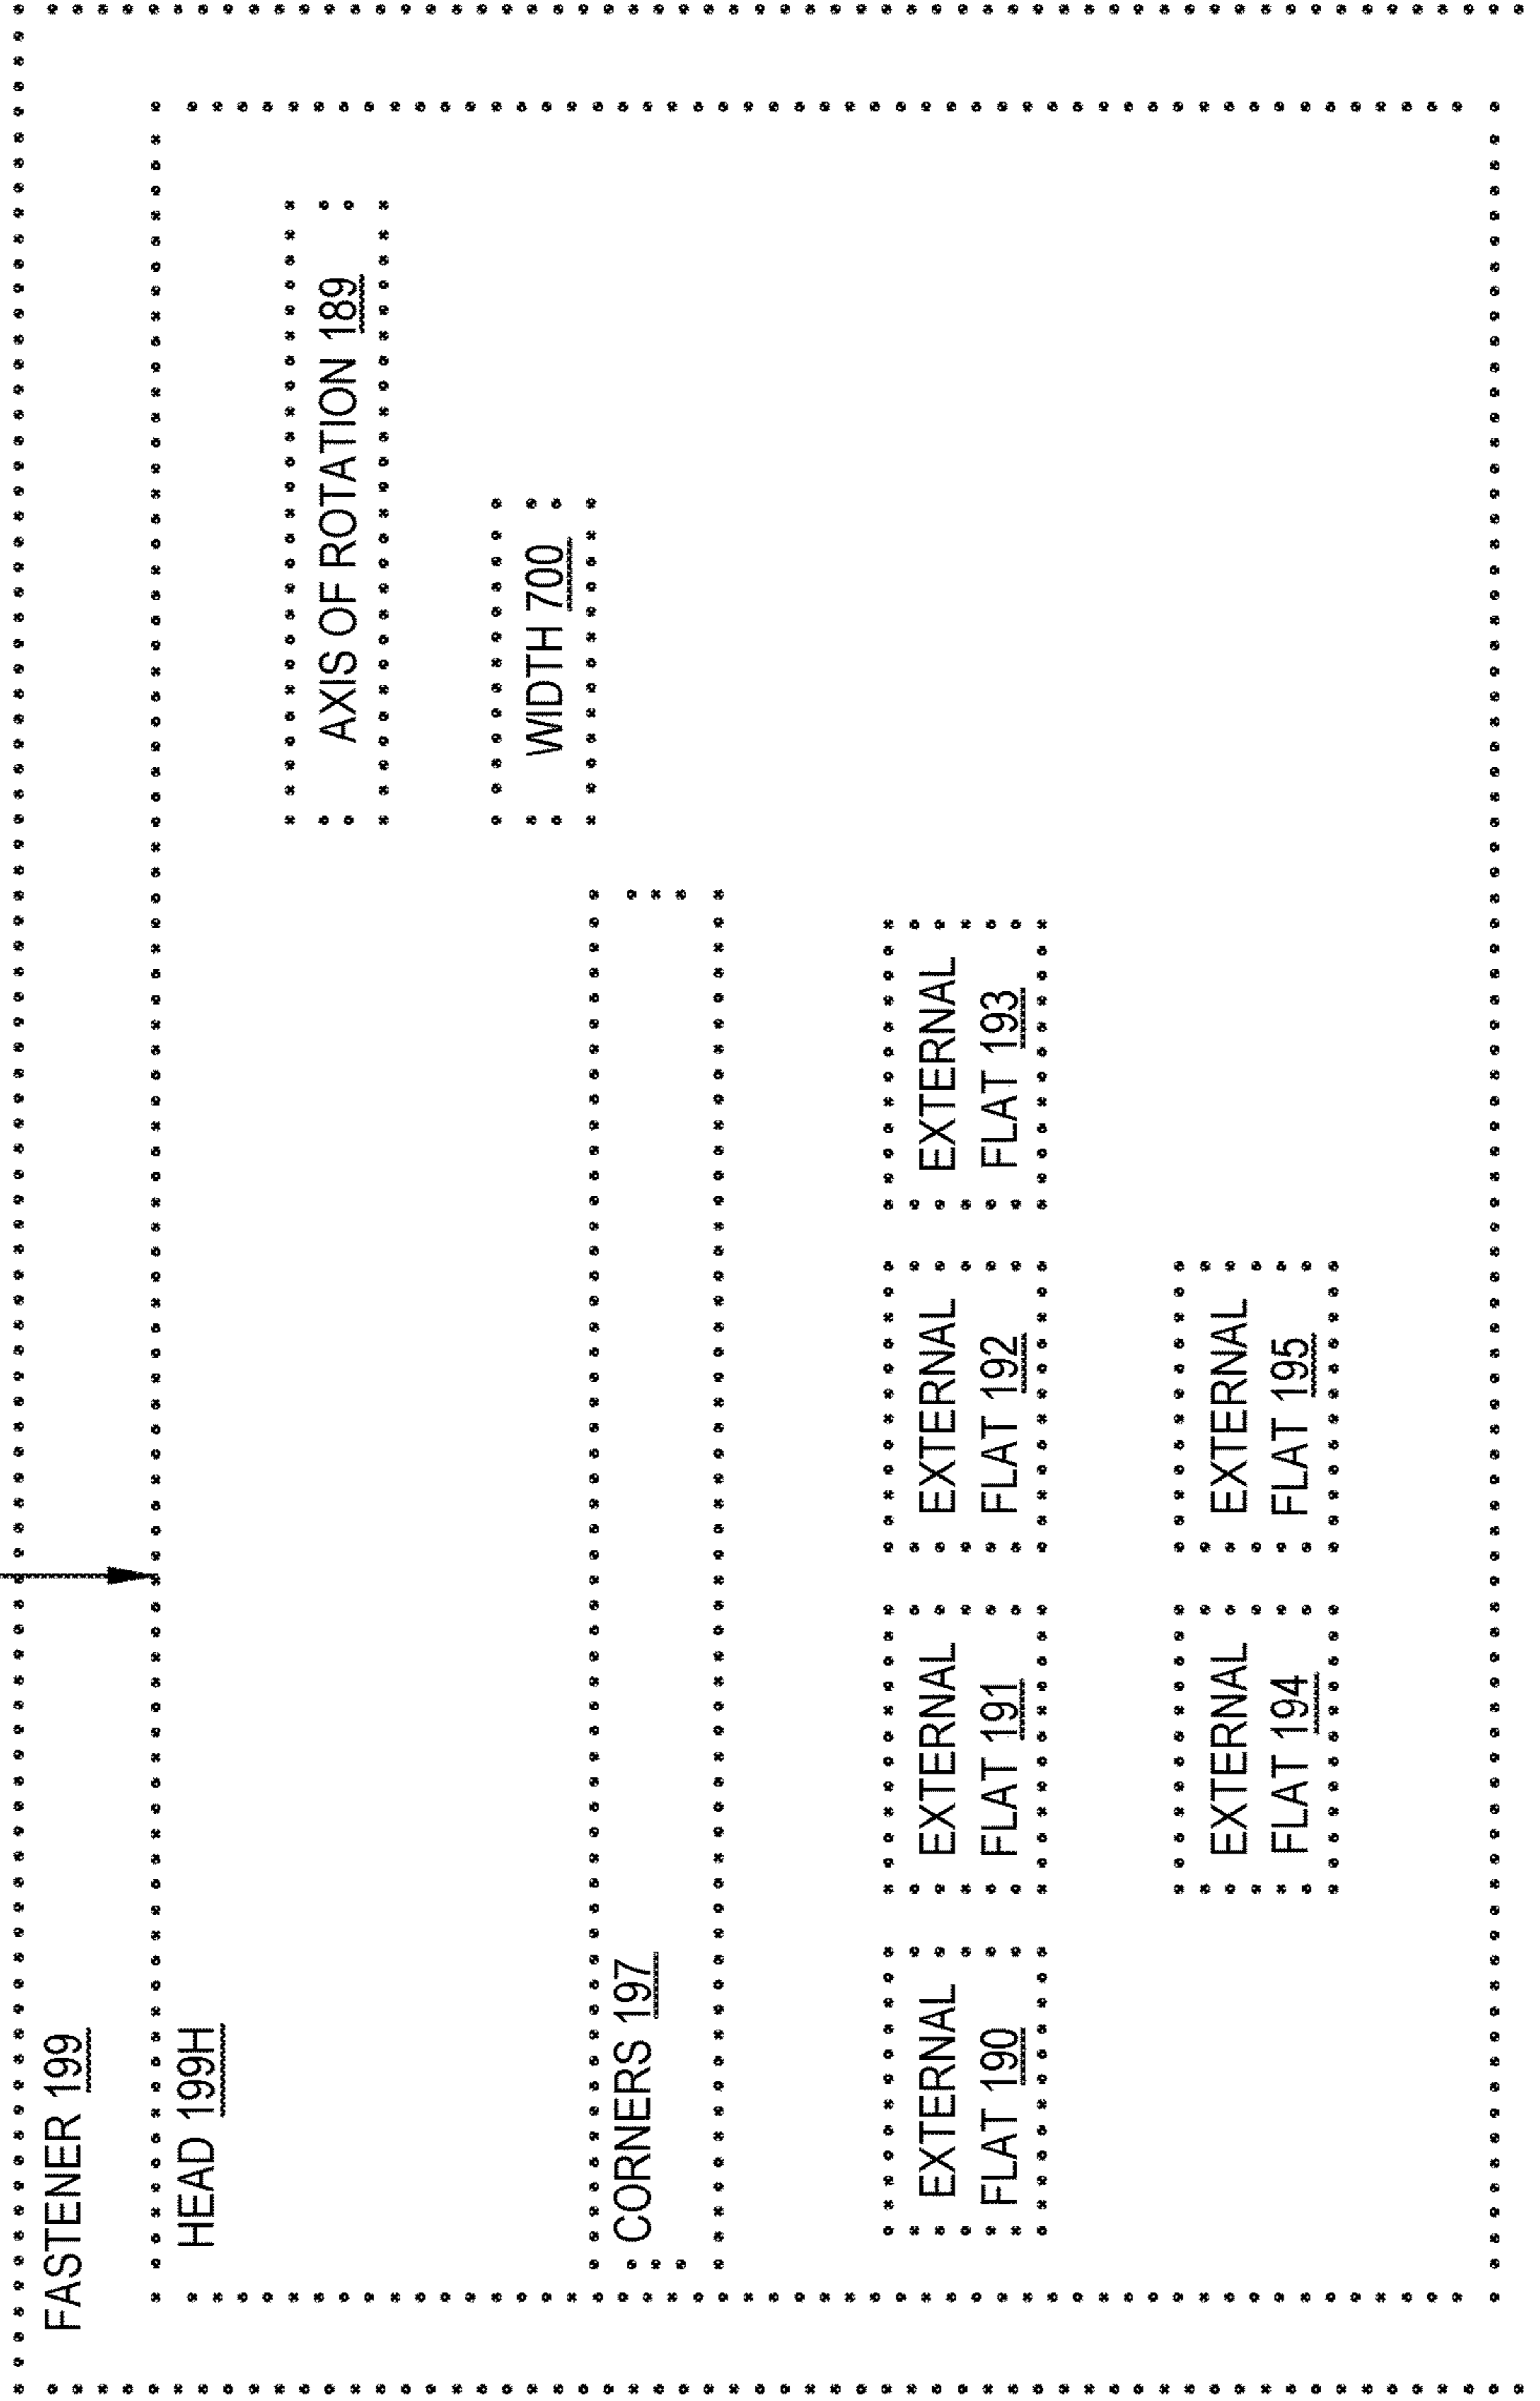 FASTENER 199
HEAD 199H
AXIS OF ROTATION 189
WIDTH 700
CORNERS 197
EXTERNAL
FLAT 190
EXTERNAL
FLAT 191
EXTERNAL
FLAT 192
EXTERNAL
FLAT 193
EXTERNAL
FLAT 194
EXTERNAL
FLAT 195